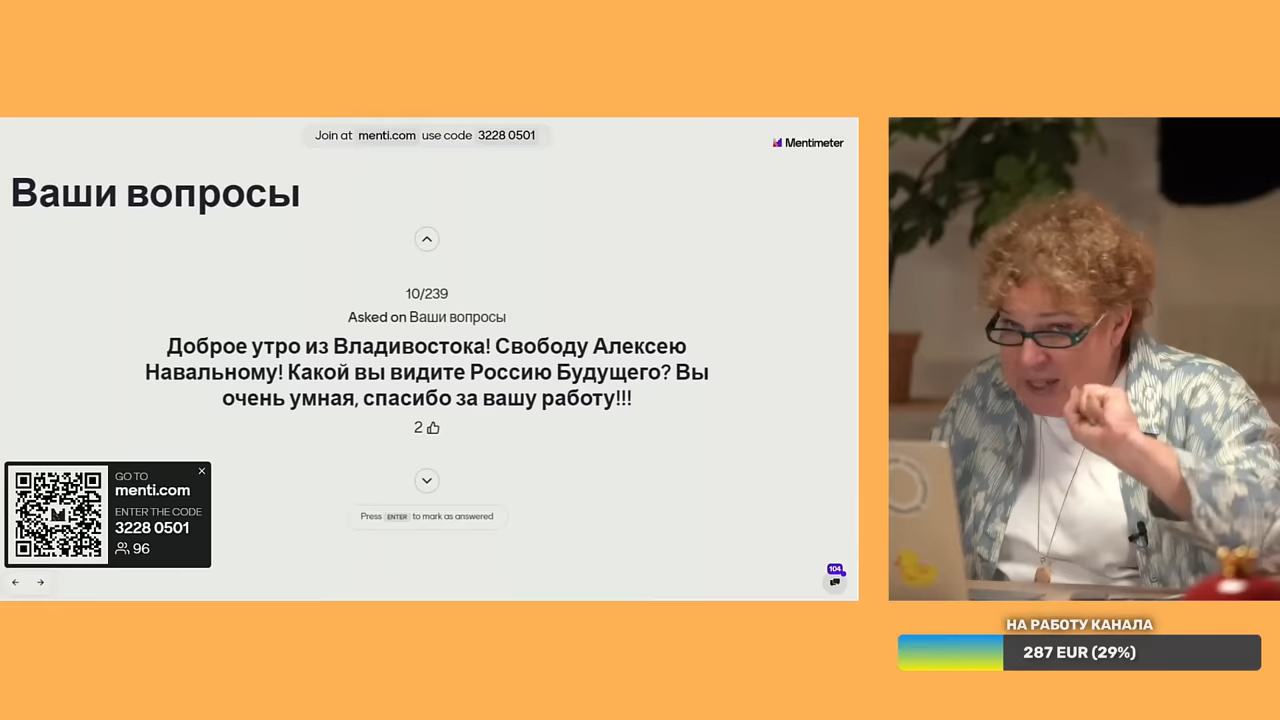 Join at menti.com use code 3228 0501
Mentimeter
Ваши вопросы
10/239
Asked on Ваши вопросы
Доброе утро из Владивостока! Свободу Алексею
Навальному! Какой вы видите Россию Будущего? Вы
очень умная, спасибо за вашу работу!!!
2
Press ENTER to mark as answered
GO TO
menti.com
ENTER THE CODE
3228 0501
96
104
НА РАБОТУ КАНАЛА
287 EUR (29%)